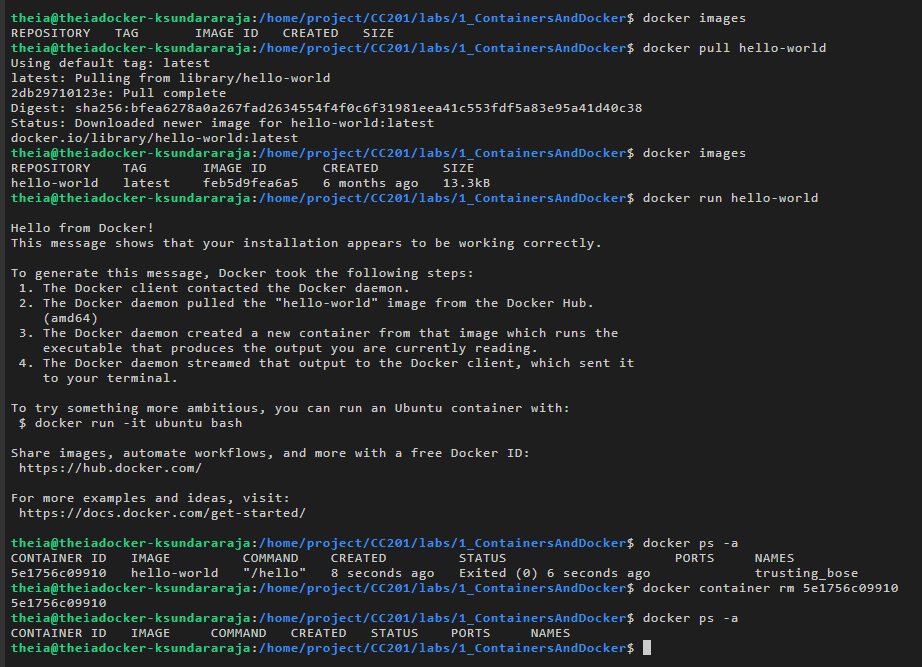 theia@theiadocker-ksundararaja:/home/project/CC201/labs/1_ContainersAndDocker$ docker images
REPOSITORY   TAG       IMAGE ID   CREATED   SIZE
theia@theiadocker-ksundararaja:/home/project/CC201/labs/1_ContainersAndDocker$ docker pull hello-world
Using default tag: latest
latest: Pulling from library/hello-world
2db29710123e: Pull complete
Digest: sha256:bfea6278a0a267fad2634554f4f0c6f31981eea41c553fdf5a83e95a41d40c38
Status: Downloaded newer image for hello-world:latest
docker.io/library/hello-world:latest
theia@theiadocker-ksundararaja:/home/project/CC201/labs/1_ContainersAndDocker$ docker images
REPOSITORY    TAG       IMAGE ID       CREATED        SIZE
hello-world   latest    feb5d9fea6a5   6 months ago   13.3kB
theia@theiadocker-ksundararaja:/home/project/CC201/labs/1_ContainersAndDocker$ docker run hello-world

Hello from Docker!
This message shows that your installation appears to be working correctly.

To generate this message, Docker took the following steps:
 1. The Docker client contacted the Docker daemon.
 2. The Docker daemon pulled the "hello-world" image from the Docker Hub.
    (amd64)
 3. The Docker daemon created a new container from that image which runs the
    executable that produces the output you are currently reading.
 4. The Docker daemon streamed that output to the Docker client, which sent it
    to your terminal.

To try something more ambitious, you can run an Ubuntu container with:
 $ docker run -it ubuntu bash

Share images, automate workflows, and more with a free Docker ID:
 https://hub.docker.com/

For more examples and ideas, visit:
 https://docs.docker.com/get-started/

theia@theiadocker-ksundararaja:/home/project/CC201/labs/1_ContainersAndDocker$ docker ps -a
CONTAINER ID   IMAGE         COMMAND    CREATED         STATUS                     PORTS     NAMES
5e1756c09910   hello-world   "/hello"   8 seconds ago   Exited (0) 6 seconds ago             trusting_bose
theia@theiadocker-ksundararaja:/home/project/CC201/labs/1_ContainersAndDocker$ docker container rm 5e1756c09910
5e1756c09910
theia@theiadocker-ksundararaja:/home/project/CC201/labs/1_ContainersAndDocker$ docker ps -a
CONTAINER ID   IMAGE     COMMAND   CREATED   STATUS    PORTS     NAMES
theia@theiadocker-ksundararaja:/home/project/CC201/labs/1_ContainersAndDocker$